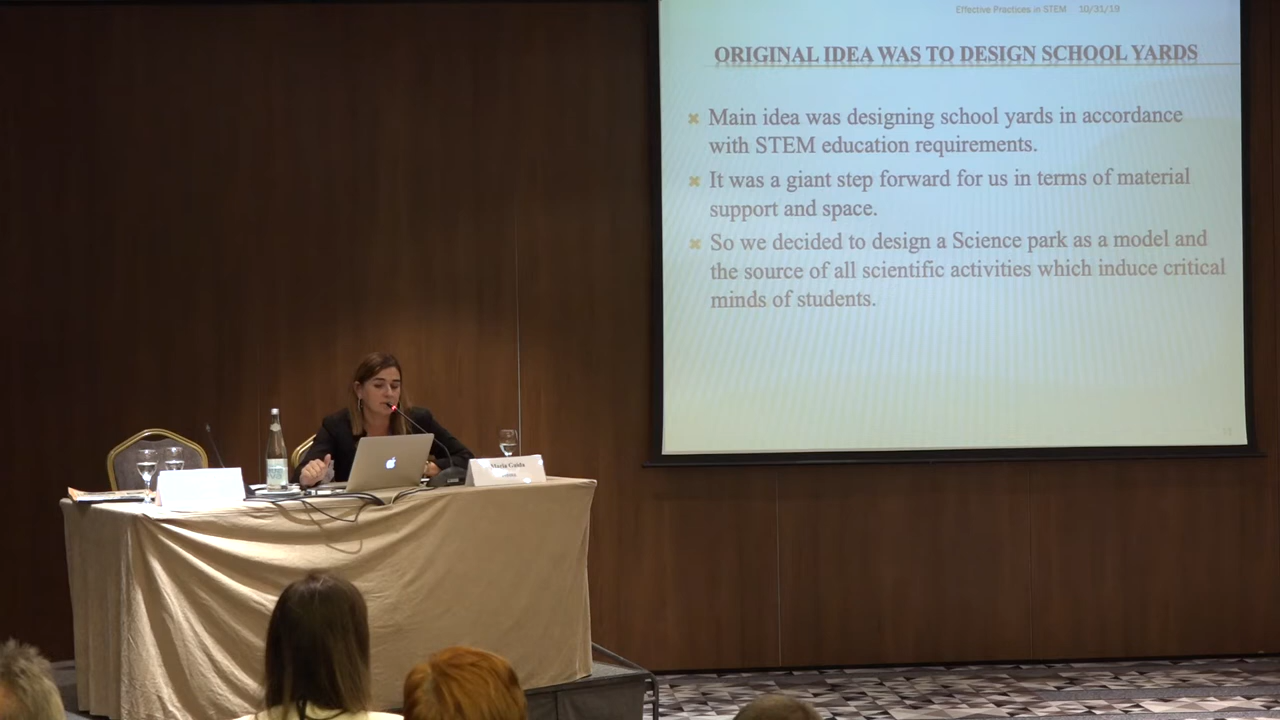 Effective Practices in STEM 10/31/19
ORIGINAL IDEA WAS TO DESIGN SCHOOL YARDS
Main idea was designing school yards in accordance
with STEM education requirements.
It was a giant step forward for us in terms of material
support and space.
So we decided to design a Science park as a model and
the source of all scientific activities which induce critical
minds of students.